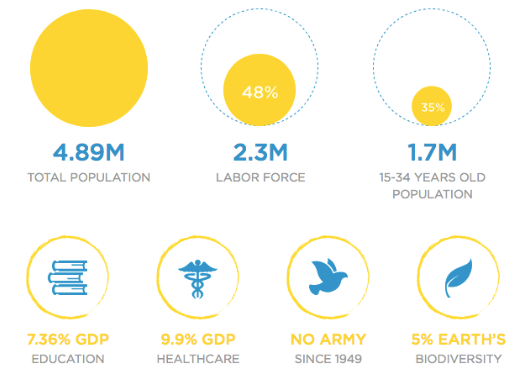 48%
35%
4.89M
2.3M
1.7M
TOTAL POPULATION
LABOR FORCE
15-34 YEARS OLD
POPULATION
7.36% GDP
9.9% GDP
NO ARMY
5% EARTH'S
EDUCATION
HEALTHCARE
SINCE 1949
BIODIVERSITY